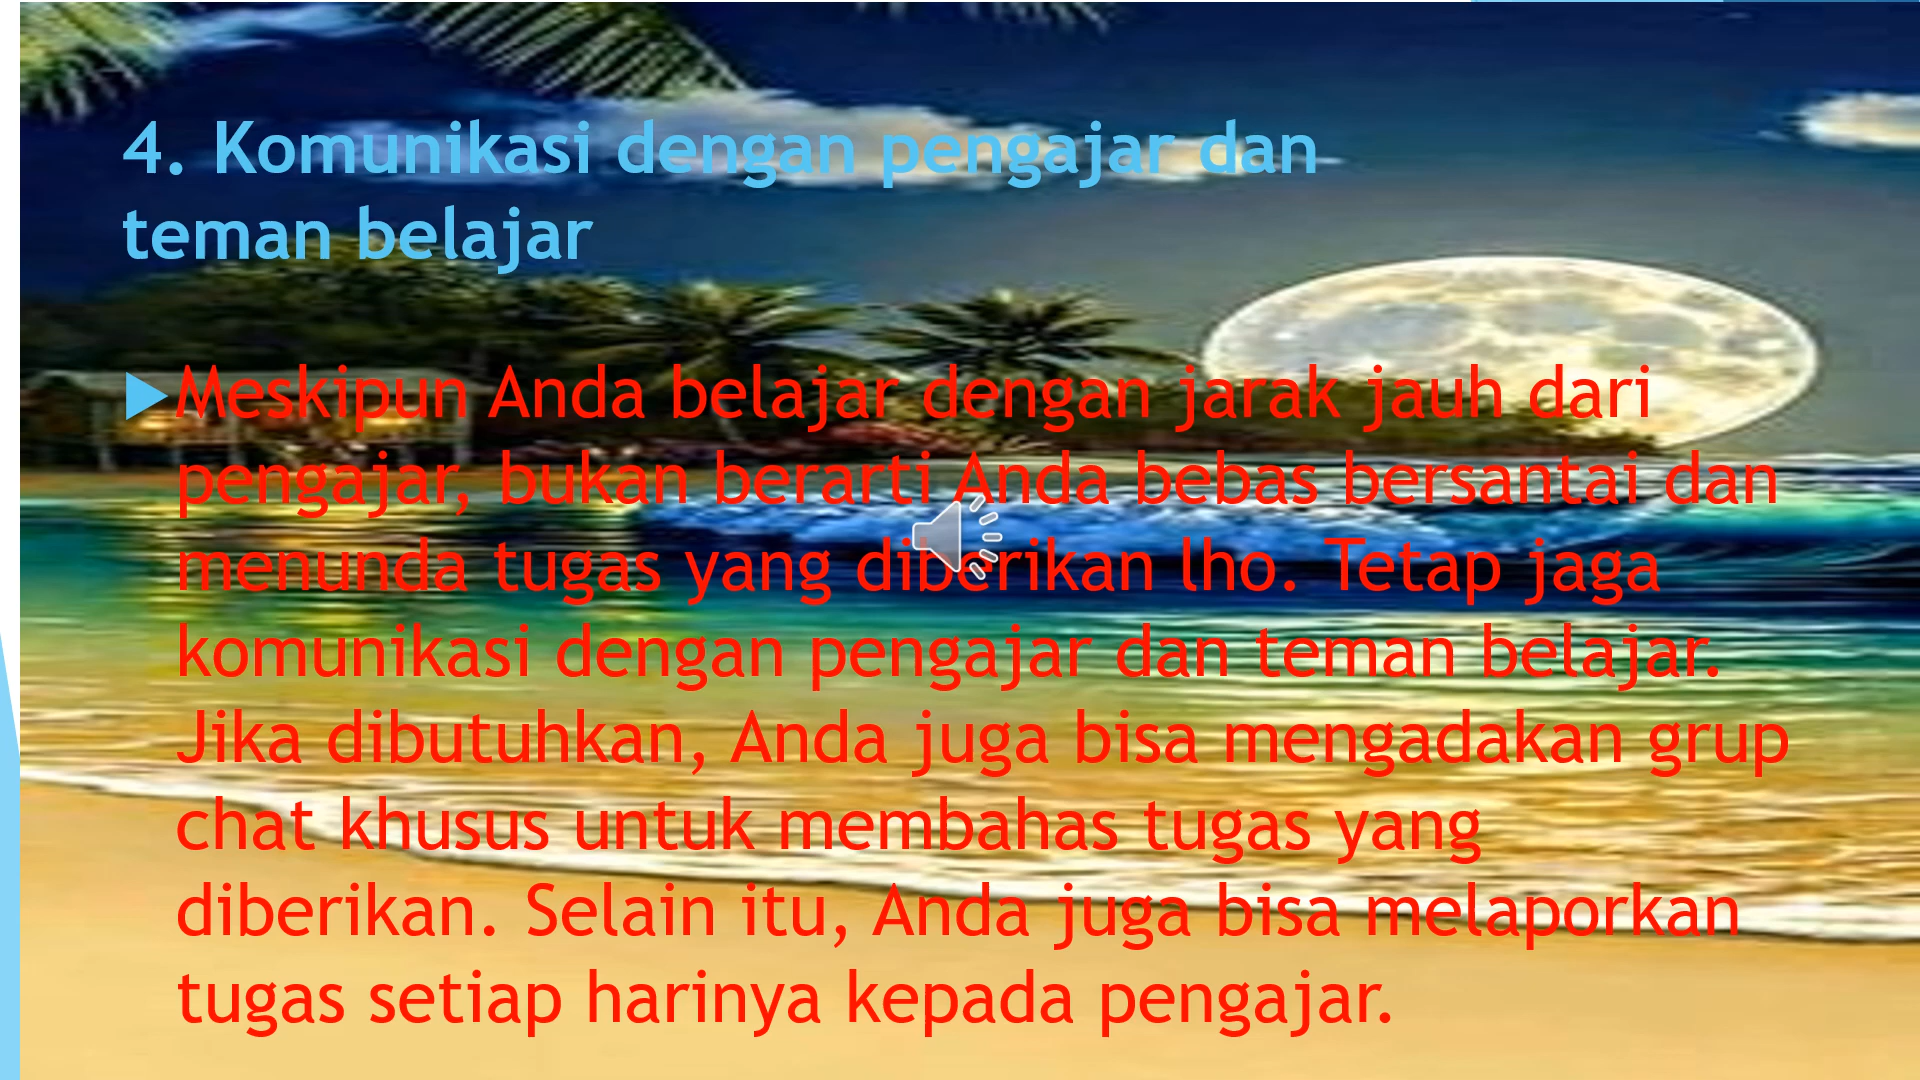 4. Komunikasi dengan pengajar dan
teman belajar
Meskipun Anda belajar dengan jarak jauh dari
pengajar, bukan berarti Anda bebas bersantai dan
menunda tugas yang diberikan lho. Tetap jaga
komunikasi dengan pengajar dan teman belajar.
Jika dibutuhkan, Anda juga bisa mengadakan grup
chat khusus untuk membahas tugas yang
diberikan. Selain itu, Anda juga bisa melaporkan
tugas setiap harinya kepada pengajar.